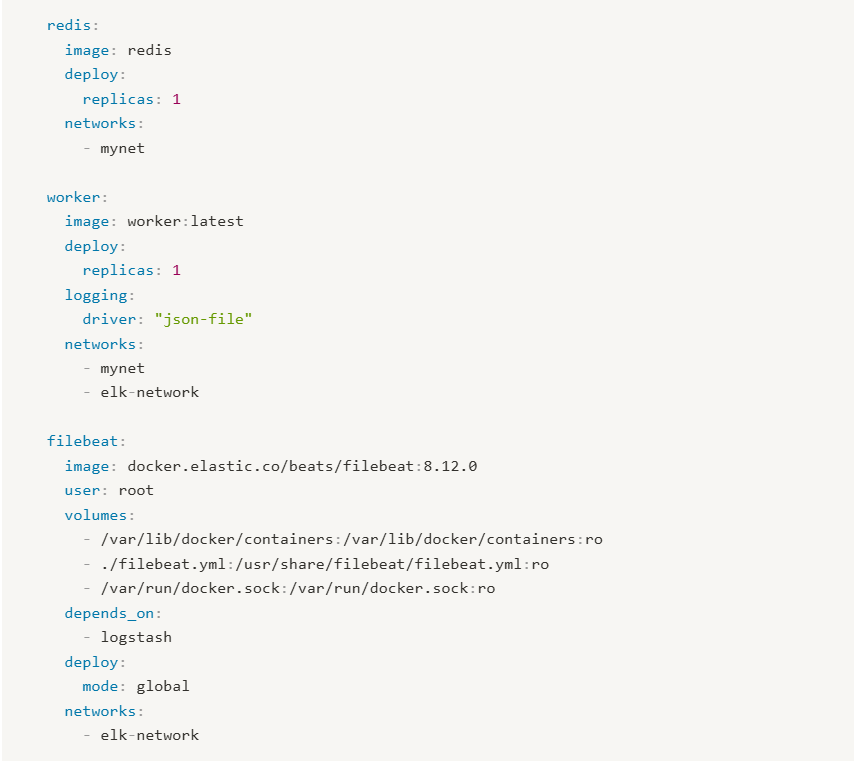 redis:
  image: redis
  deploy:
    replicas: 1
  networks:
    - mynet

worker:
  image: worker:latest
  deploy:
    replicas: 1
  logging:
    driver: "json-file"
  networks:
    - mynet
    - elk-network

filebeat:
  image: docker.elastic.co/beats/filebeat:8.12.0
  user: root
  volumes:
    - /var/lib/docker/containers:/var/lib/docker/containers:ro
    - ./filebeat.yml:/usr/share/filebeat/filebeat.yml:ro
    - /var/run/docker.sock:/var/run/docker.sock:ro
  depends_on:
    - logstash
  deploy:
    mode: global
  networks:
    - elk-network